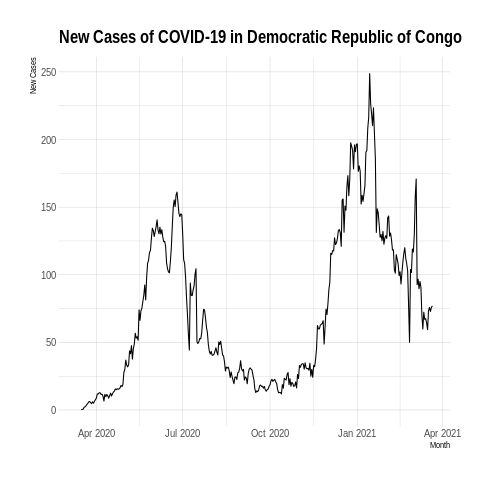 New Cases of COVID-19 in Democratic Republic of Congo
New Cases
250
200
150
100
50
0
Apr 2020
Jul 2020
Oct 2020
Jan 2021
Apr 2021
Month